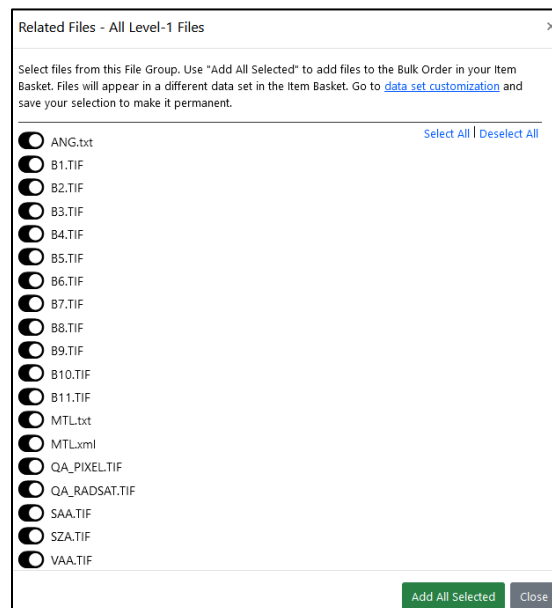 Related Files - All Level-1 Files
Select files from this File Group. Use "Add All Selected" to add files to the Bulk Order in your Item
Basket. Files will appear in a different data set in the Item Basket. Go to data set customization and
save your selection to make it permanent.
Select All | Deselect All
ANG.txt
B1.TIF
B2.TIF
B3.TIF
B4.TIF
B5.TIF
B6.TIF
B7.TIF
B8.TIF
B9.TIF
B10.TIF
B11.TIF
MTL.txt
MTL.xml
QA_PIXEL.TIF
QA_RADSAT.TIF
SAA.TIF
SZA.TIF
VAA.TIF
Add All Selected
Close